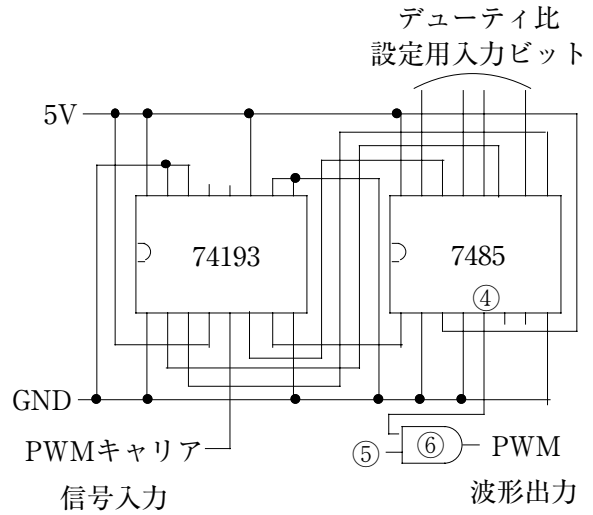 デューティ比
設定用入力ビット
5V
74193
7485
④
GND
PWMキャリア
信号入力
⑤
⑥
PWM
波形出力